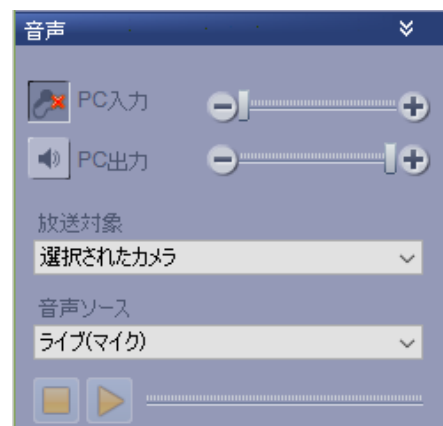 音声
PC入力
PC出力
放送対象
選択されたカメラ
音声ソース
ライブ(マイク)